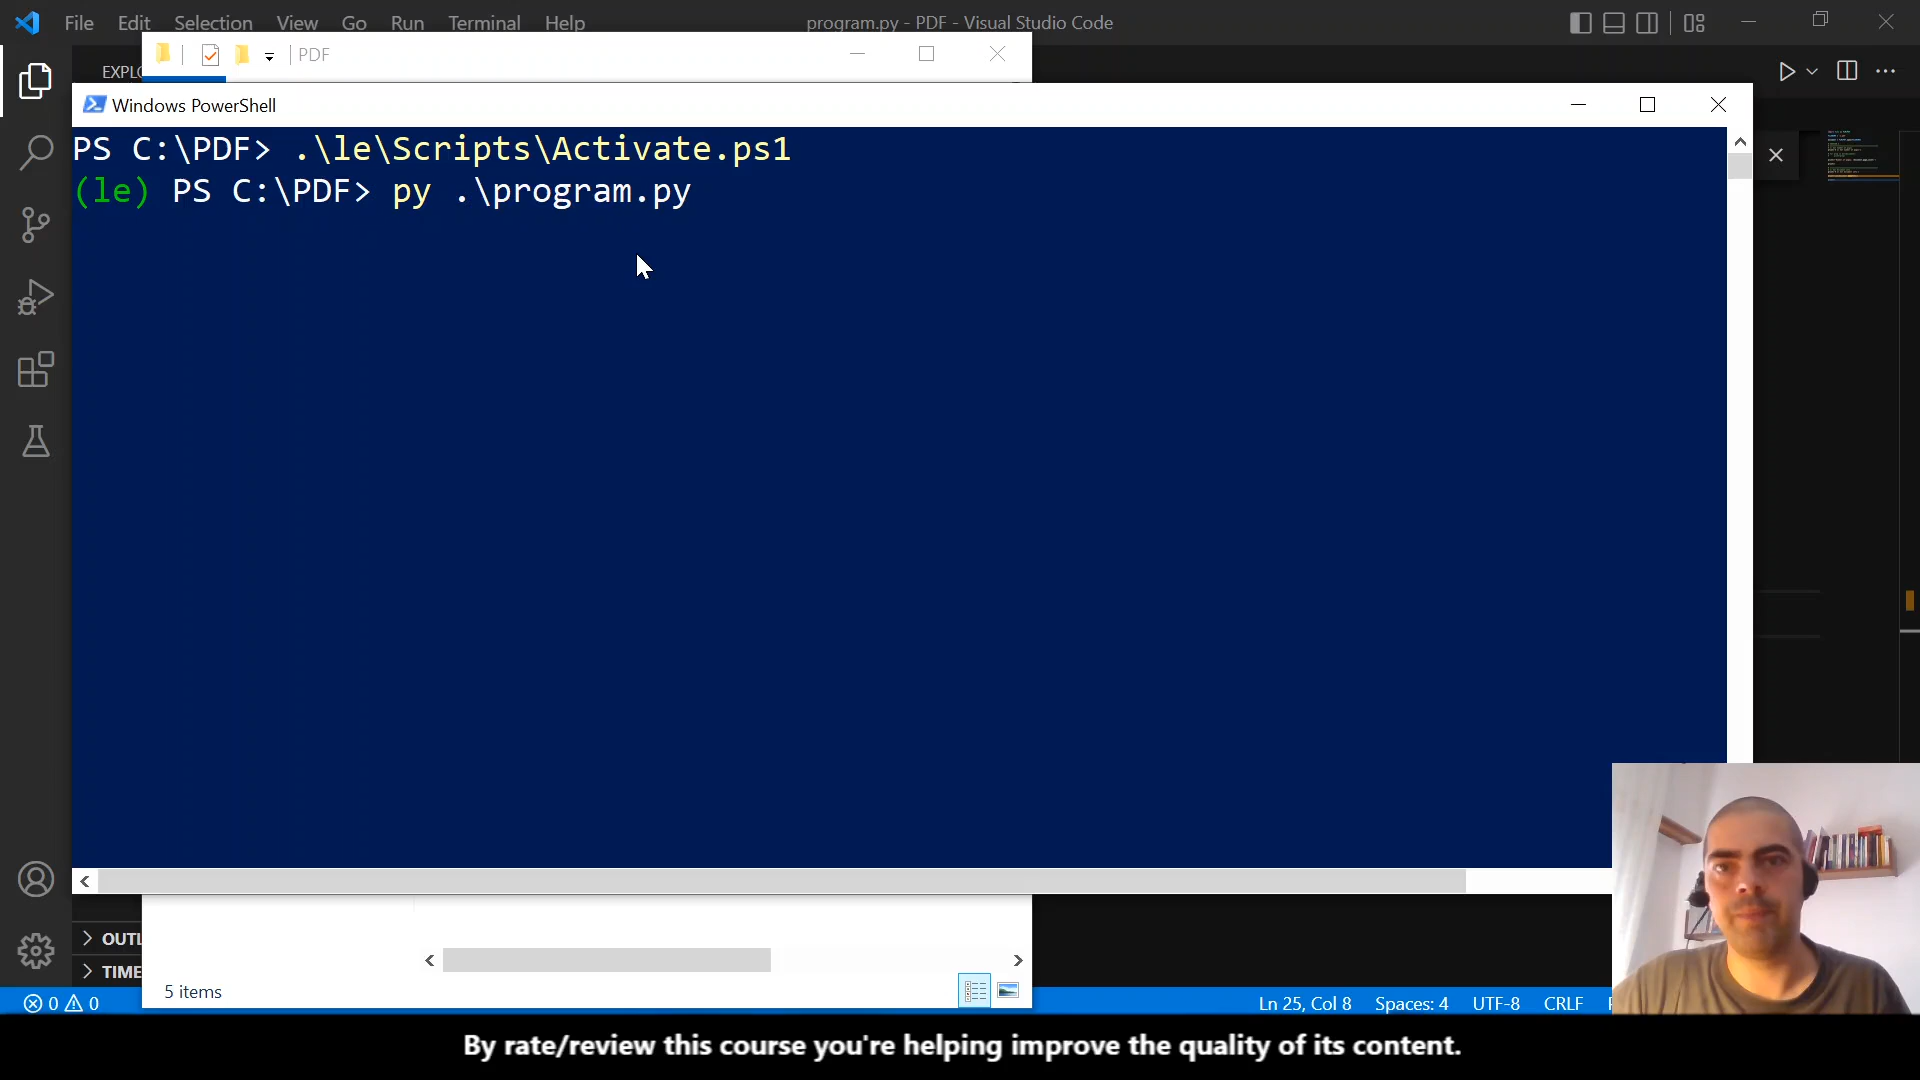 File Edit Selection View Go Run Terminal Help
program.py - PDF - Visual Studio Code
PDF
EXPLO
Windows PowerShell
PS C:\PDF> .\le\Scripts\Activate.ps1
(le) PS C:\PDF> py .\program.py
OUTL
TIME
5 items
0 0
Ln 25, Col 8 Spaces: 4 UTF-8 CRLF
By rate/review this course you're helping improve the quality of its content.